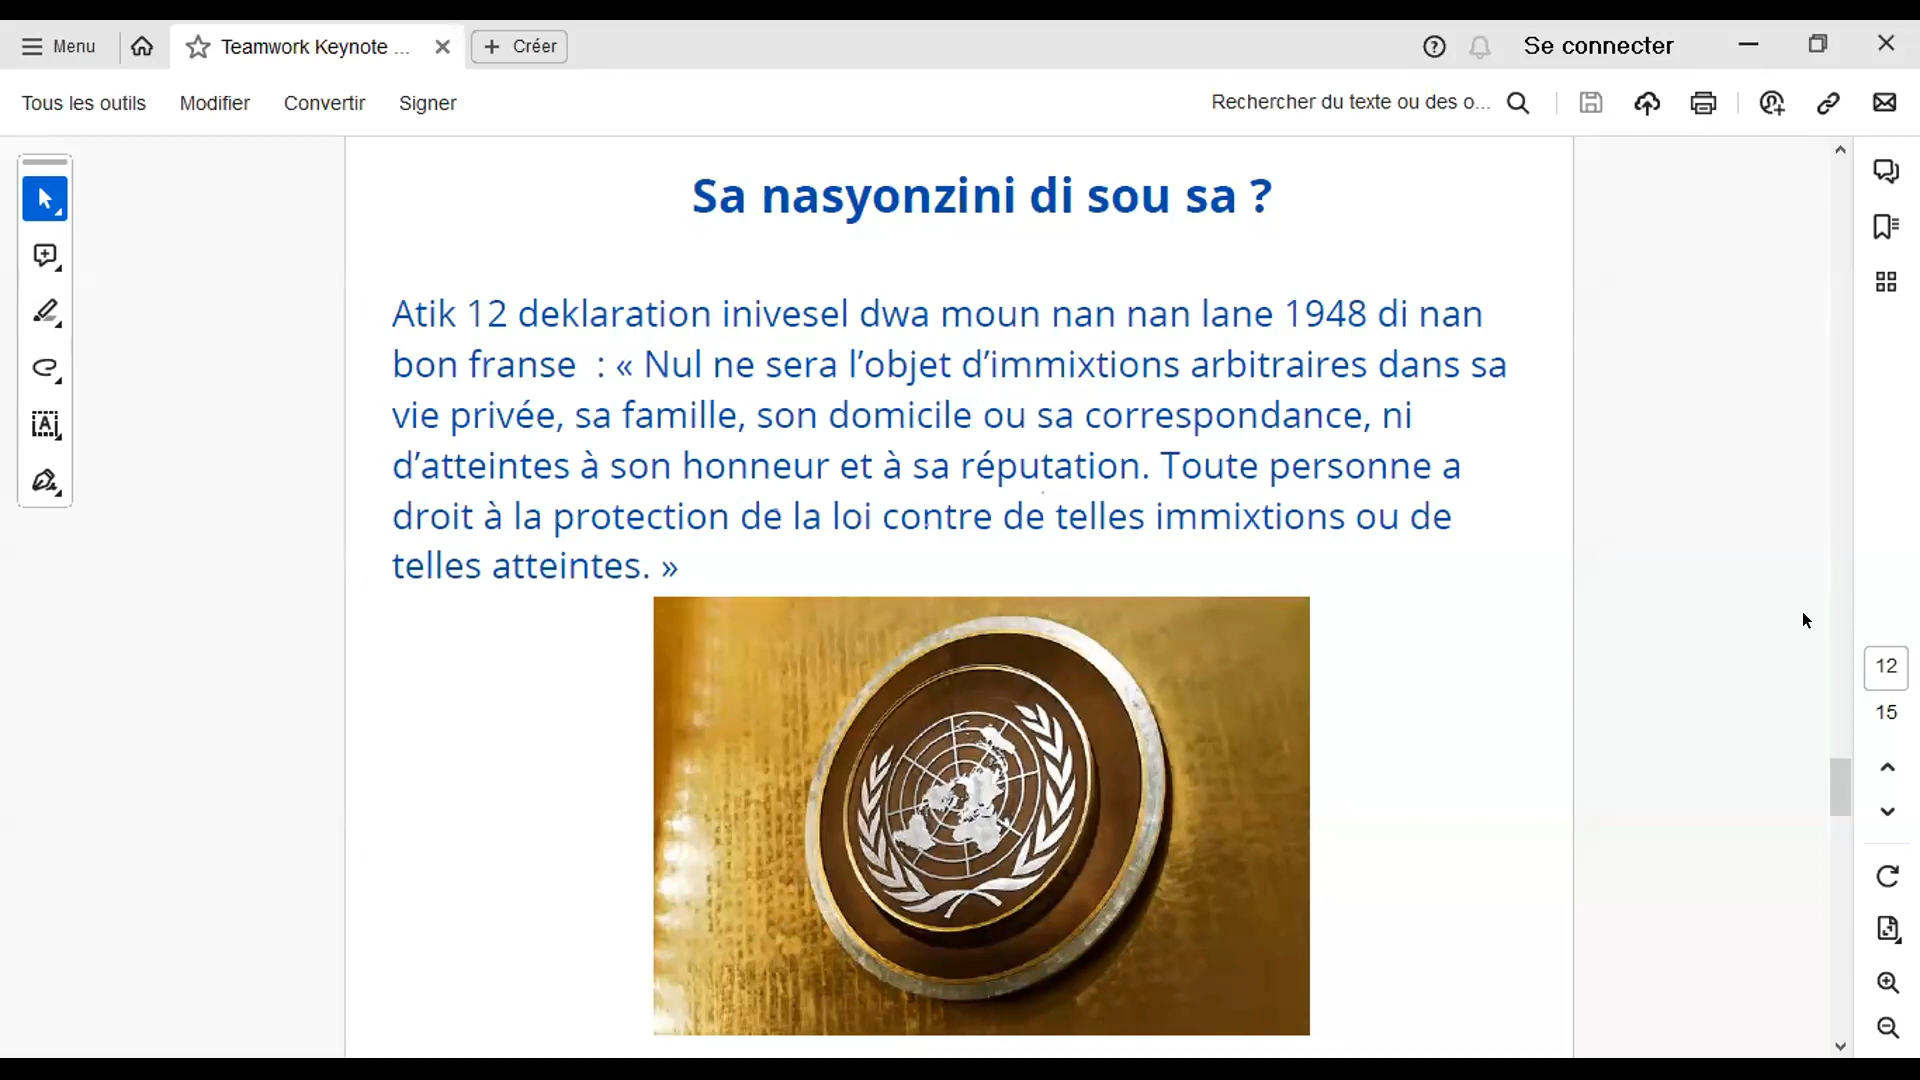 Menu
Teamwork Keynote ...
Créer
Se connecter
Tous les outils
Modifier
Convertir
Signer
Rechercher du texte ou des o...
Sa nasyonzini di sou sa ?
Atik 12 deklaration inivesel dwa moun nan nan lane 1948 di nan
bon franse : « Nul ne sera l’objet d’immixtions arbitraires dans sa
vie privée, sa famille, son domicile ou sa correspondance, ni
d’atteintes à son honneur et à sa réputation. Toute personne a
droit à la protection de la loi contre de telles immixtions ou de
telles atteintes. »
12
15